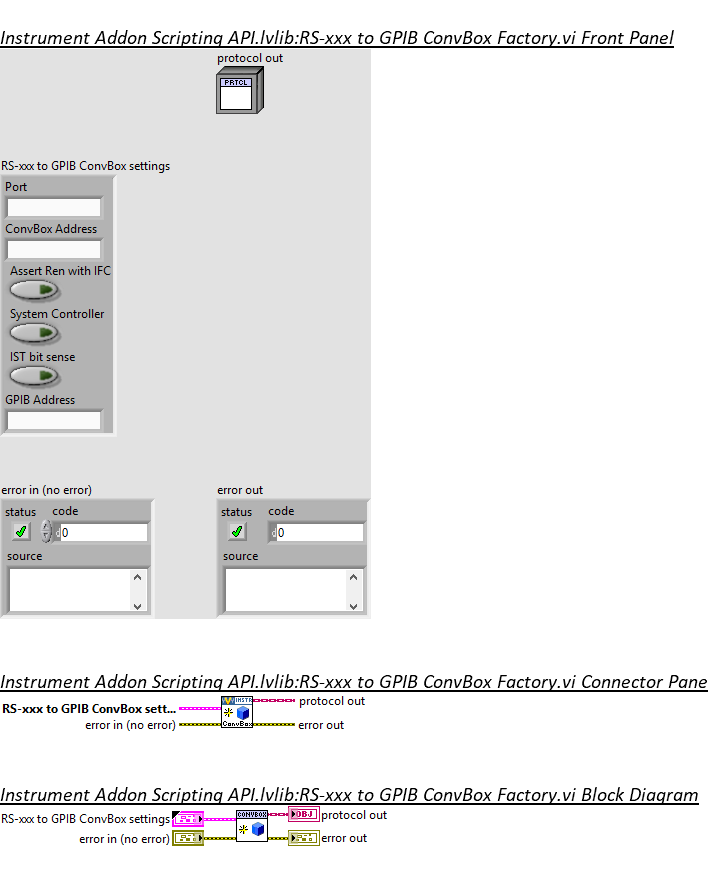 Instrument Addon Scripting API.lvlib:RS-xxx to GPIB ConvBox Factory.vi Front Panel
protocol out
PRTCL
RS-xxx to GPIB ConvBox settings
Port
ConvBox Address
Assert Ren with IFC
System Controller
IST bit sense
GPIB Address
error in (no error) error out
status code status code
d 0 d 0
source source
Instrument Addon Scripting API.lvlib:RS-xxx to GPIB ConvBox Factory.vi Connector Pane
RS-xxx to GPIB ConvBox sett... INSTR protocol out
error in (no error) ConvBox error out
Instrument Addon Scripting API.lvlib:RS-xxx to GPIB ConvBox Factory.vi Block Diagram
RS-xxx to GPIB ConvBox settings CONVBOX OBJ protocol out
error in (no error) error out